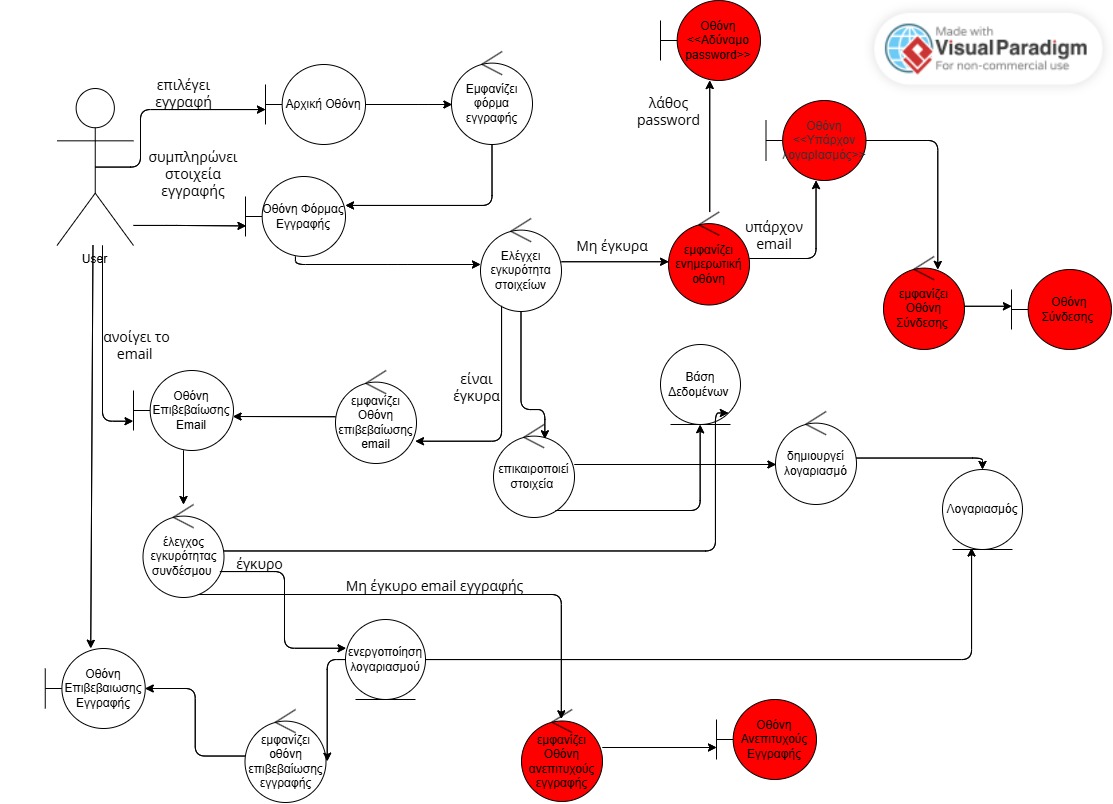 Made with
Visual Paradigm
For non-commercial use
Οθόνη
<<Αδύναμο
password>>
επιλέγει
εγγραφή
Αρχική Οθόνη
Εμφανίζει
φόρμα
εγγραφής
λάθος
password
Οθόνη
<<Υπάρχον
λογαριασμός>>
συμπληρώνει
στοιχεία
εγγραφής
Οθόνη Φόρμας
Εγγραφής
User
Ελέγχει
εγκυρότητα
στοιχείων
Μη έγκυρα
εμφανίζει
ενημερωτική
οθόνη
υπάρχον
email
εμφανίζει
Οθόνη
Σύνδεσης
Οθόνη
Σύνδεσης
ανοίγει το
email
Οθόνη
Επιβεβαίωσης
Email
εμφανίζει
Οθόνη
επιβεβαίωσης
email
είναι
έγκυρα
Βάση
Δεδομένων
επικαιροποιεί
στοιχεία
δημιουργεί
λογαριασμό
Λογαριασμός
έλεγχος
εγκυρότητας
συνδέσμου
έγκυρο
Μη έγκυρο email εγγραφής
ενεργοποίηση
λογαριασμού
Οθόνη
Επιβεβαιωσης
Εγγραφής
εμφανίζει
οθόνη
επιβεβαίωσης
εγγραφής
εμφανίζει
Οθόνη
ανεπιτυχούς
εγγραφής
Οθόνη
Ανεπιτυχούς
Εγγραφής